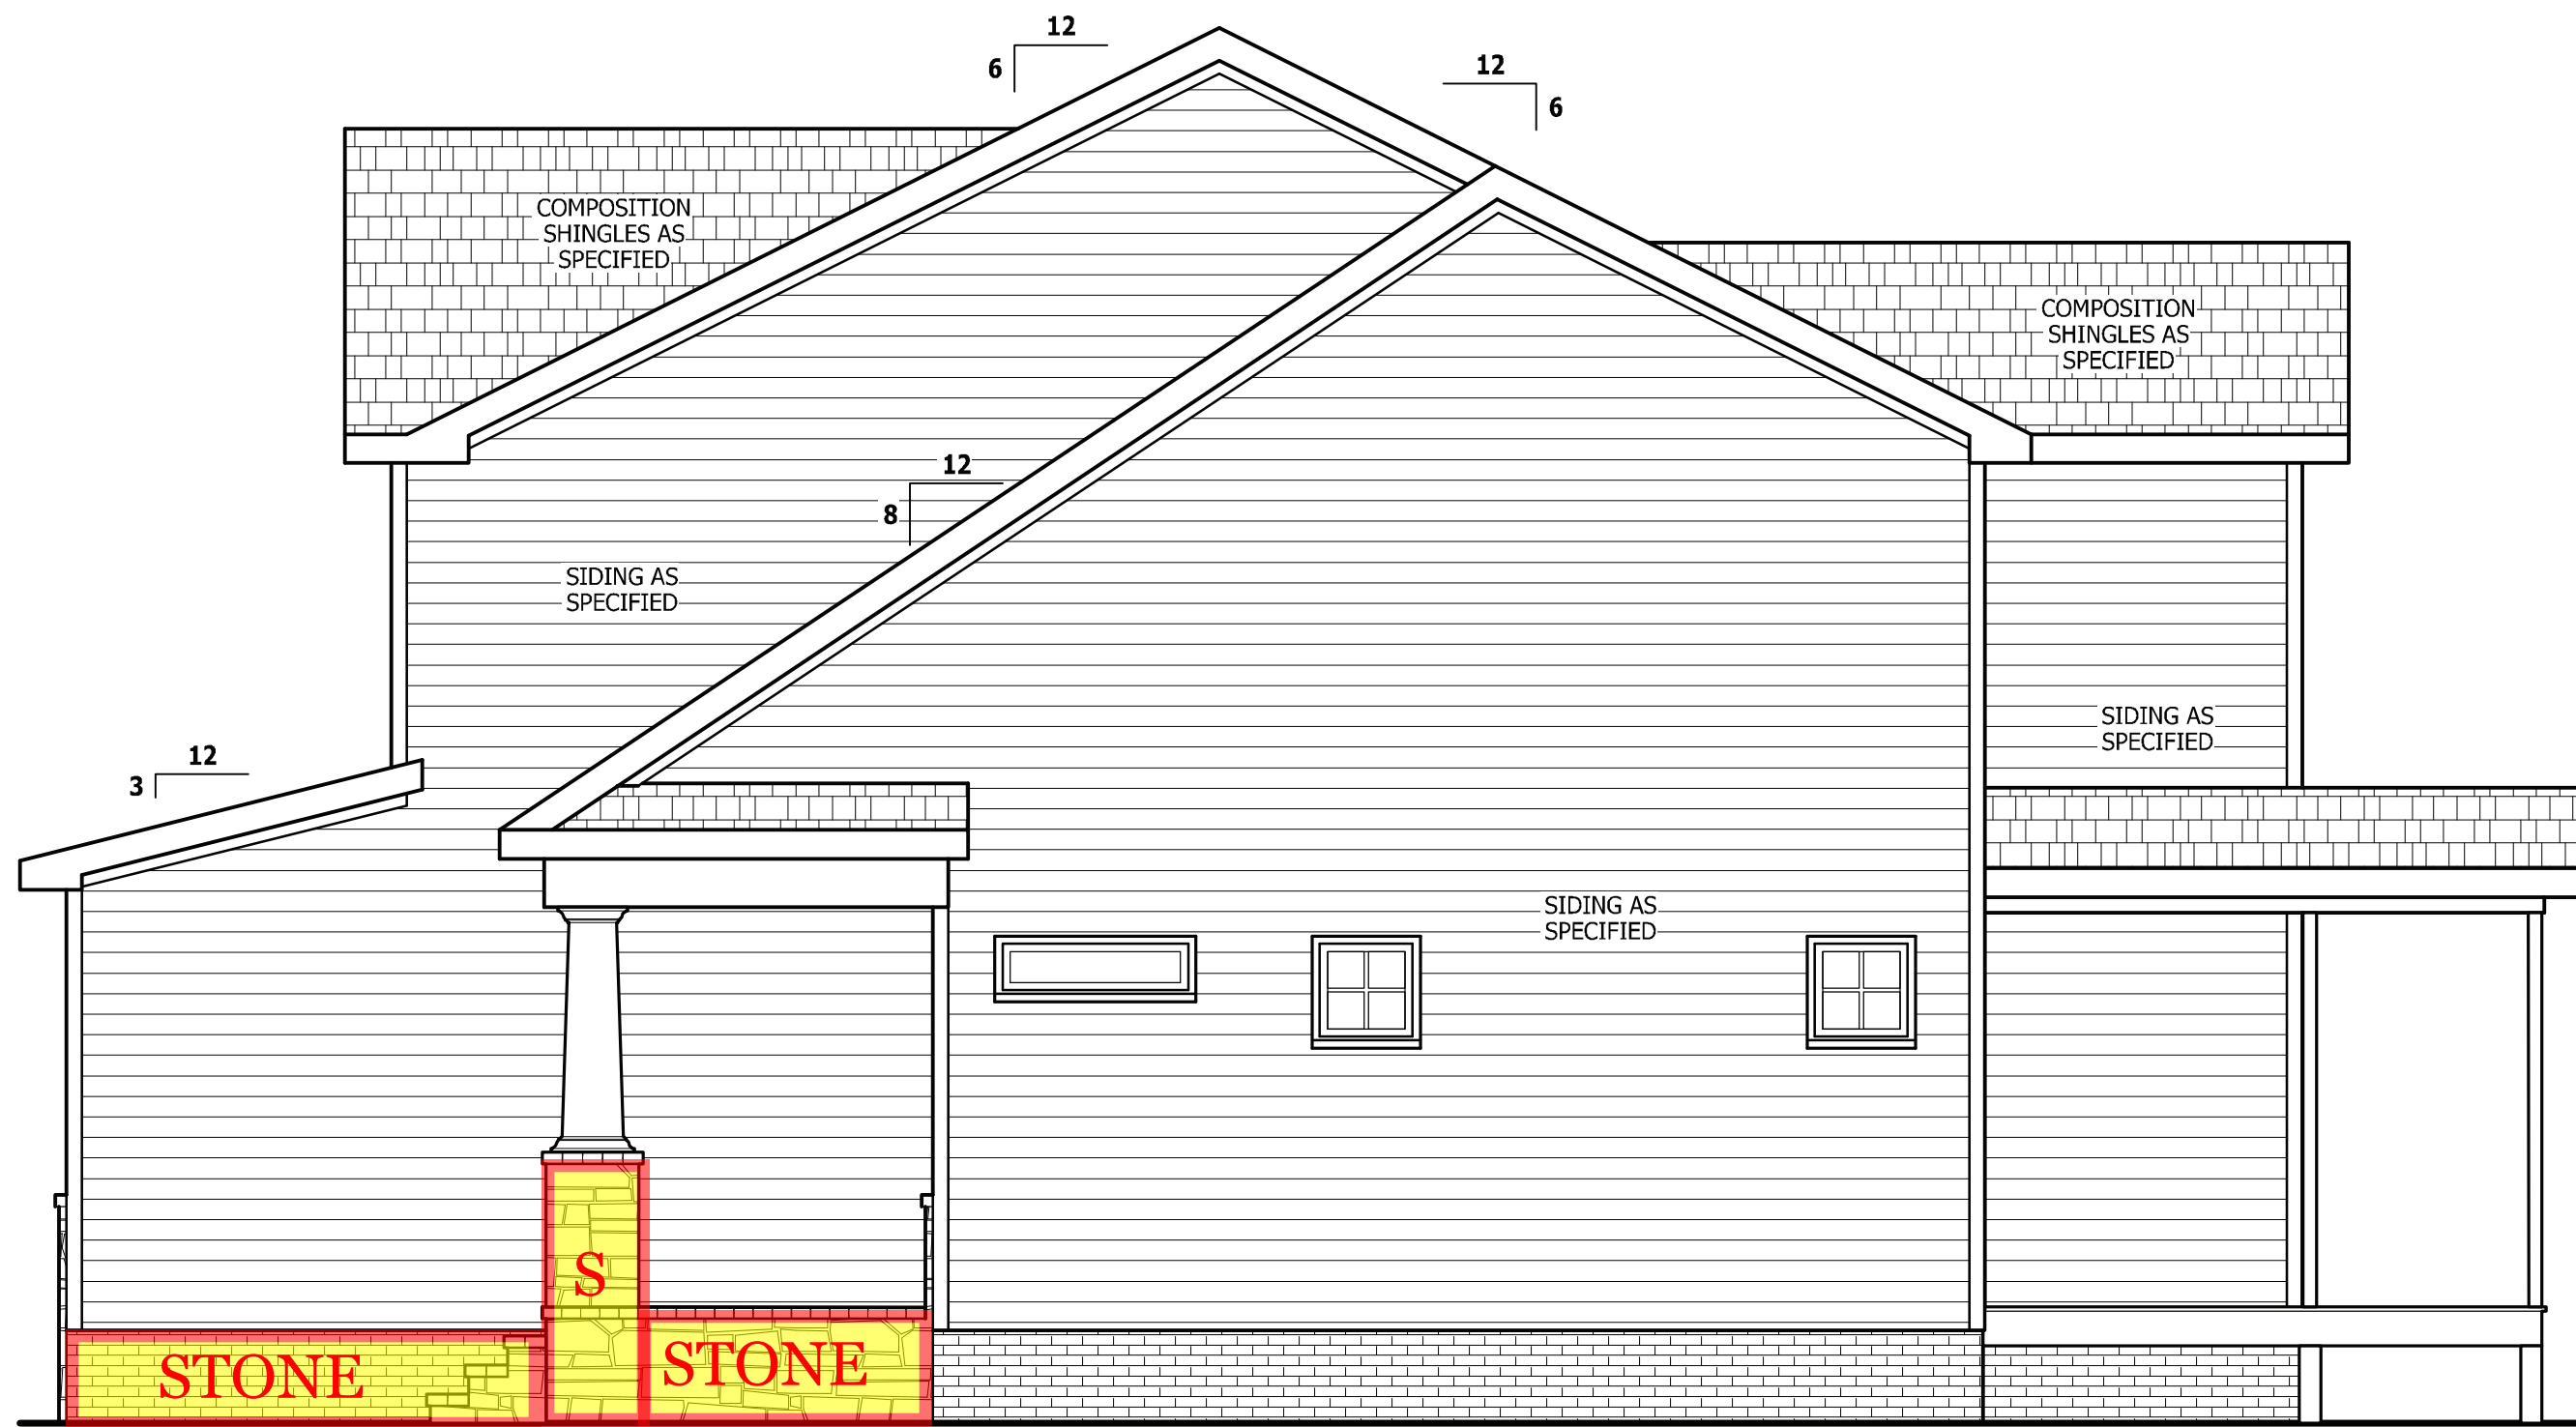 12
6
12
6
COMPOSITION
SHINGLES AS
SPECIFIED
COMPOSITION
SHINGLES AS
SPECIFIED
12
8
SIDING AS
SPECIFIED
SIDING AS
SPECIFIED
12
3
SIDING AS
SPECIFIED
S
STONE
STONE